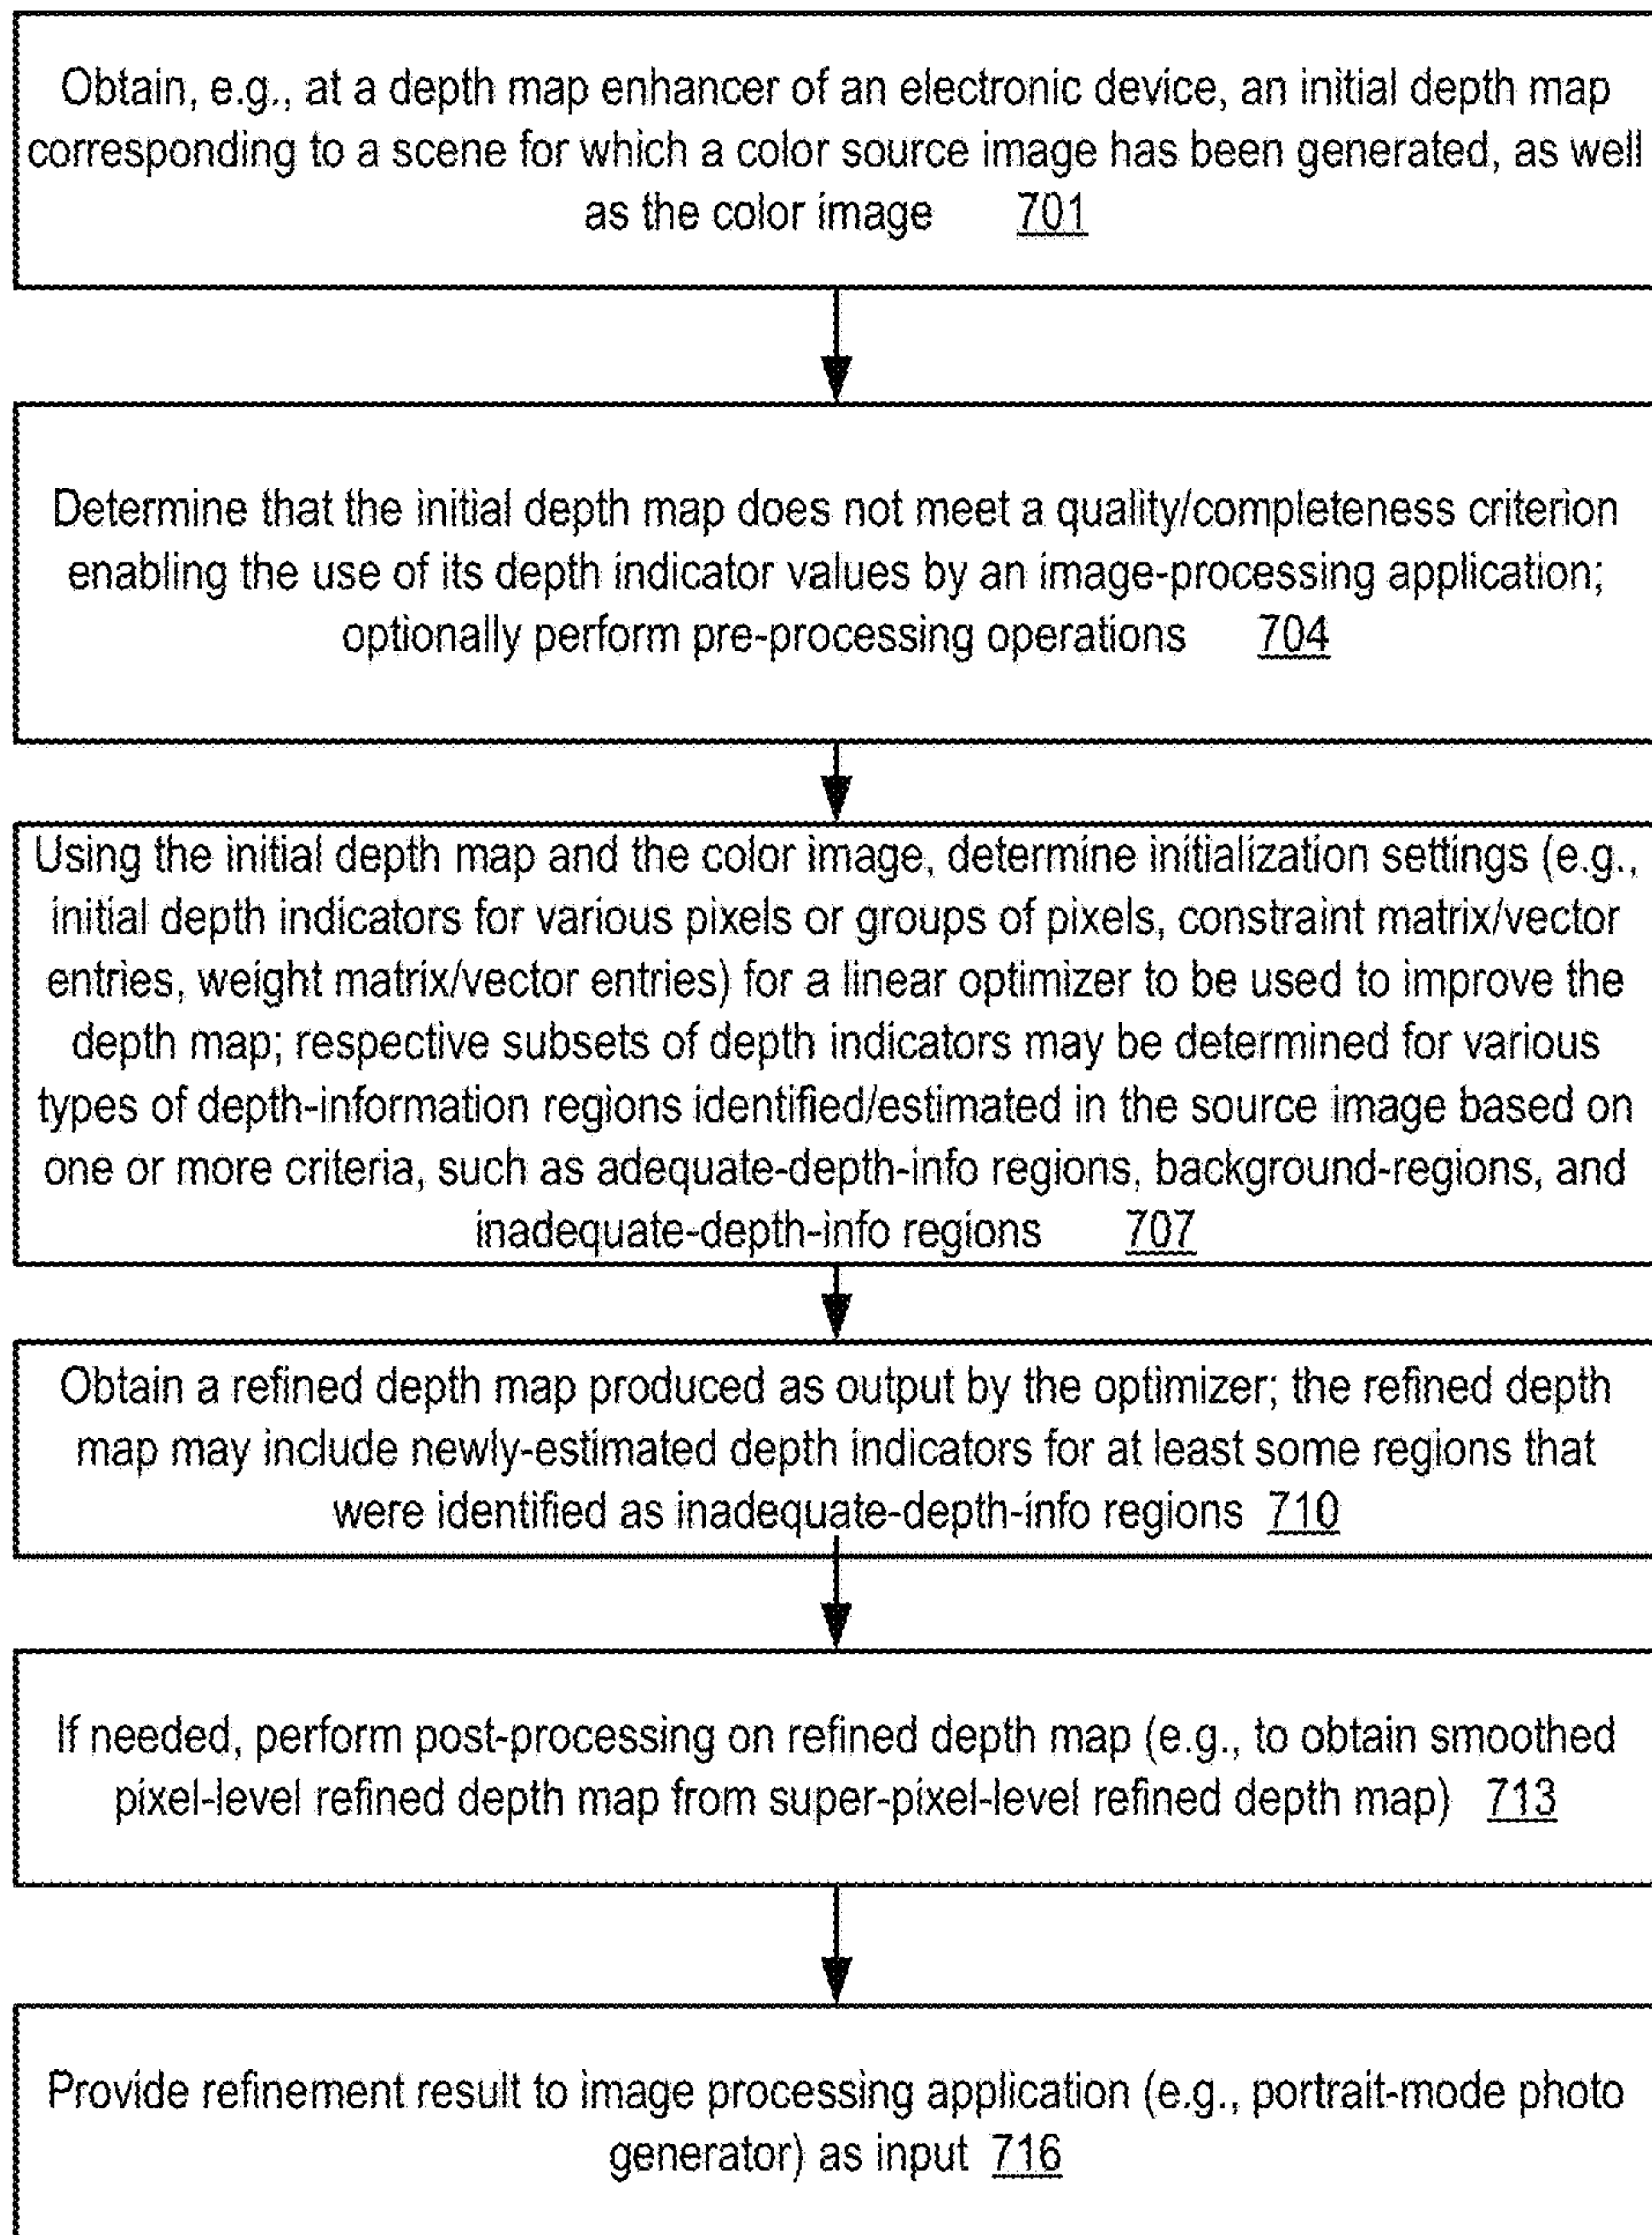 Obtain, e.g., at a depth map enhancer of an electronic device, an initial depth map
corresponding to a scene for which a color source image has been generated, as well
as the color image 701
Determine that the initial depth map does not meet a quality/completeness criterion
enabling the use of its depth indicator values by an image-processing application;
optionally perform pre-processing operations 704
Using the initial depth map and the color image, determine initialization settings (e.g.,
initial depth indicators for various pixels or groups of pixels, constraint matrix/vector
entries, weight matrix/vector entries) for a linear optimizer to be used to improve the
depth map; respective subsets of depth indicators may be determined for various
types of depth-information regions identified/estimated in the source image based on
one or more criteria, such as adequate-depth-info regions, background-regions, and
inadequate-depth-info regions 707
Obtain a refined depth map produced as output by the optimizer; the refined depth
map may include newly-estimated depth indicators for at least some regions that
were identified as inadequate-depth-info regions 710
If needed, perform post-processing on refined depth map (e.g., to obtain smoothed
pixel-level refined depth map from super-pixel-level refined depth map) 713
Provide refinement result to image processing application (e.g., portrait-mode photo
generator) as input 716